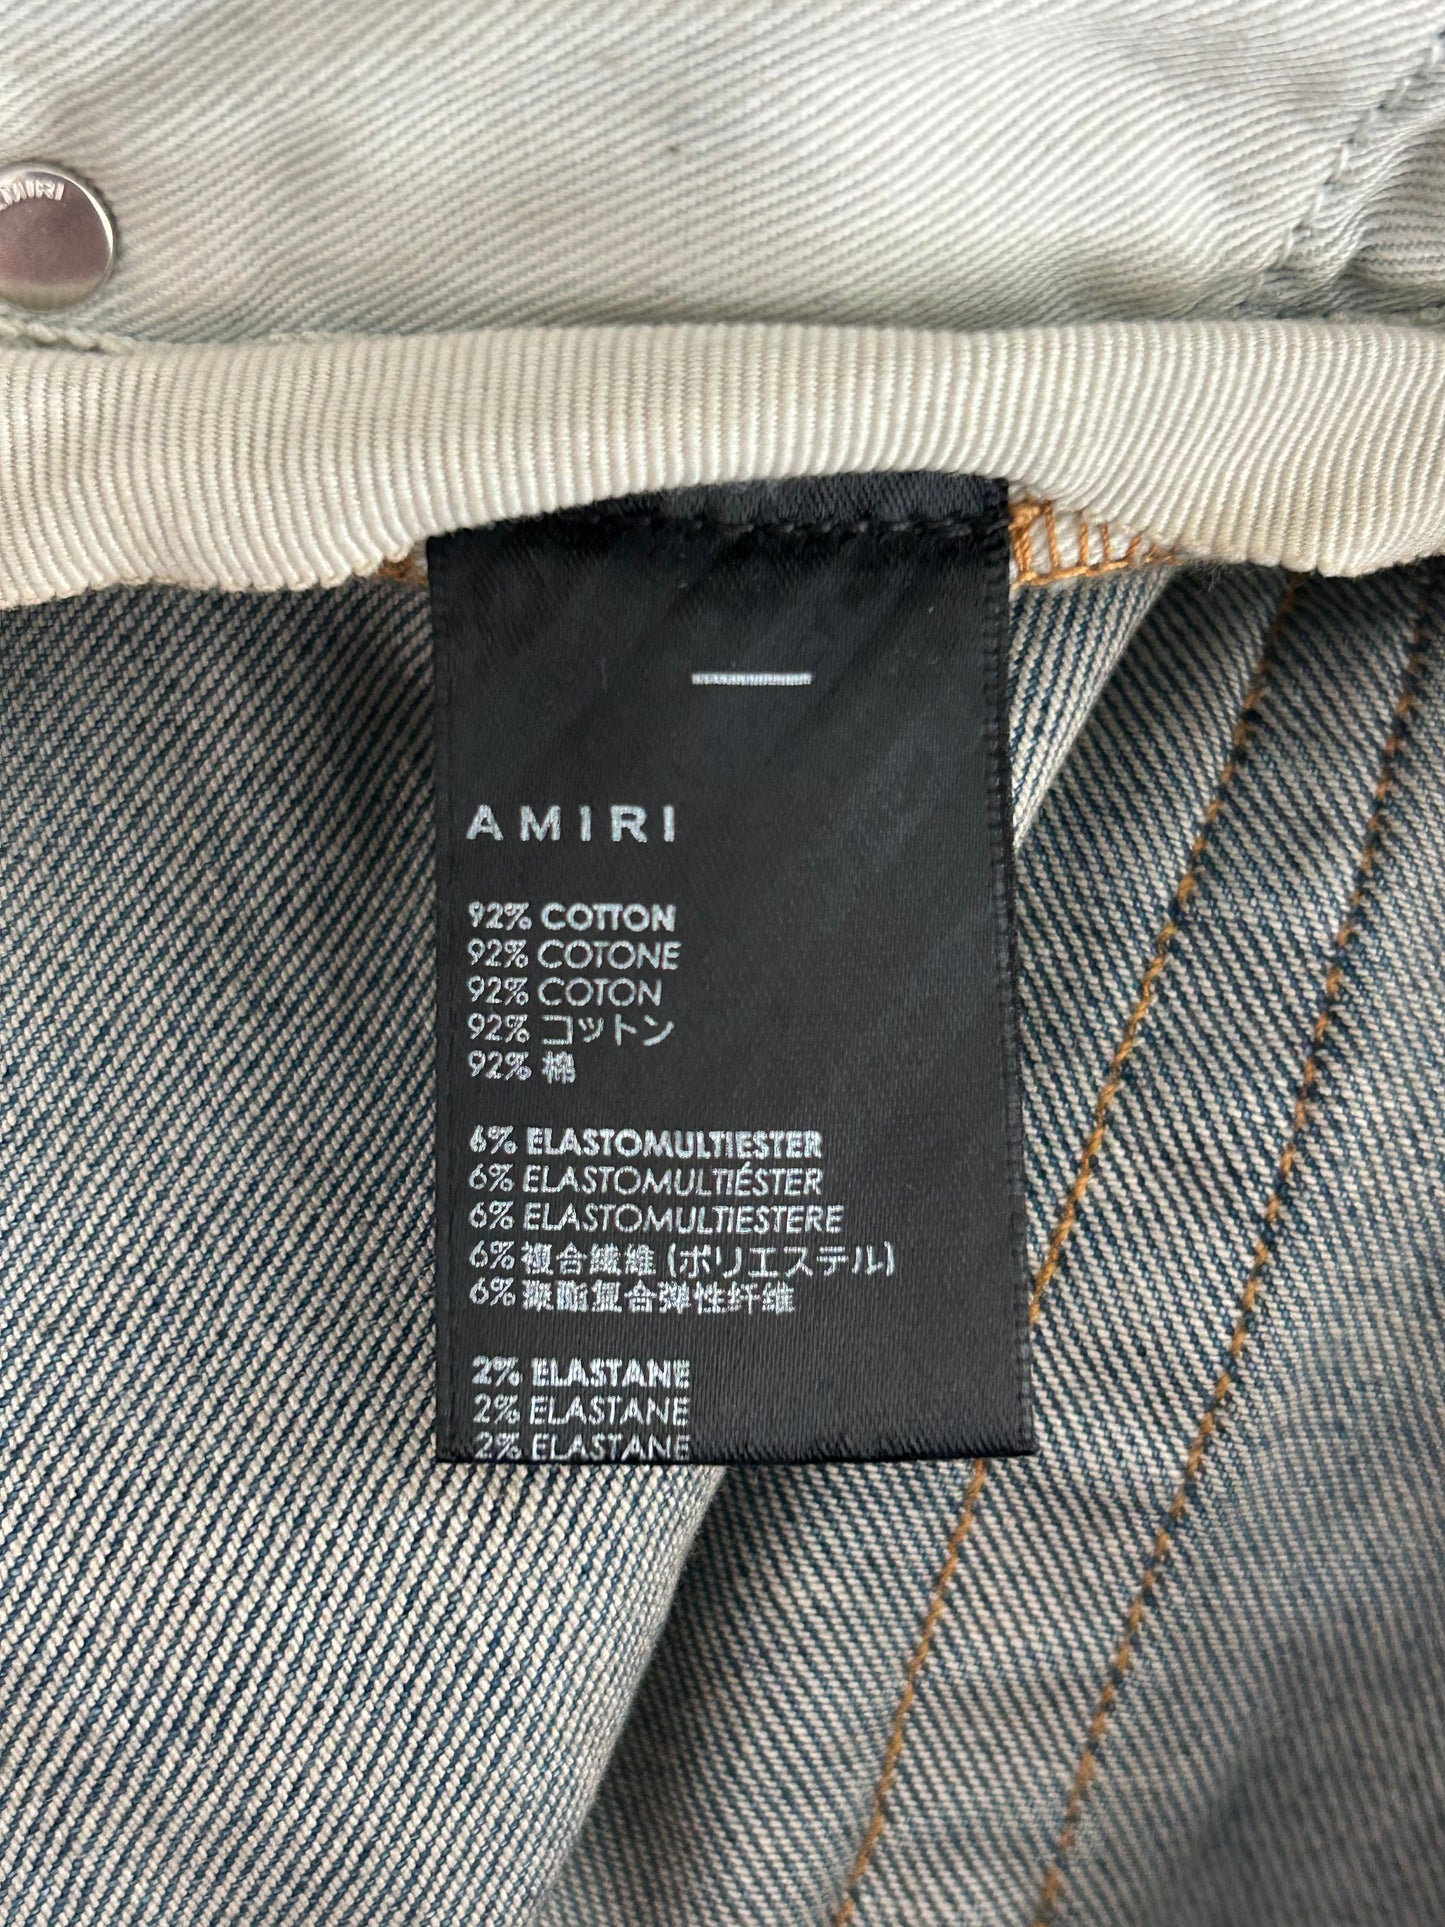 MIRI
AMIRI
92% COTTON
92% COTONE
92% COTON
92% コットン
92% 棉
6% ELASTOMULTIESTER
6% ELASTOMULTIÉSTER
6% ELASTOMULTIESTERE
6% 複合繊維 (ポリエステル)
6% 聚酯复合弹性纤维
2% ELASTANE
2% ELASTANE
2% ELASTANE